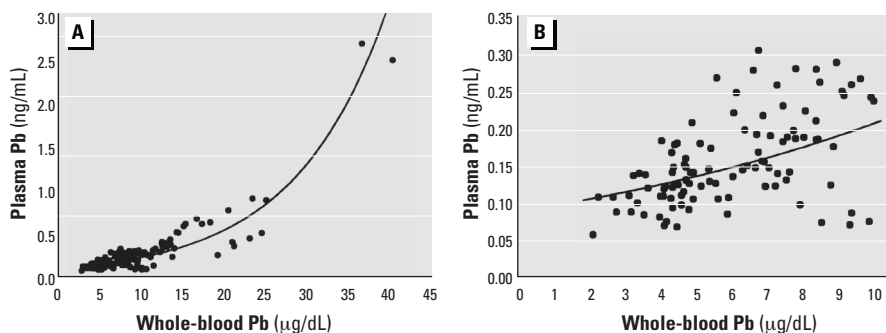 A
Plasma Pb (ng/mL)
3.0
2.5
2.0
1.5
1.0
0.5
0.0
0 5 10 15 20 25 30 35 40 45
Whole-blood Pb (μg/dL)
B
Plasma Pb (ng/mL)
0.35
0.30
0.25
0.20
0.15
0.10
0.05
0.00
0 1 2 3 4 5 6 7 8 9 10
Whole-blood Pb (μg/dL)